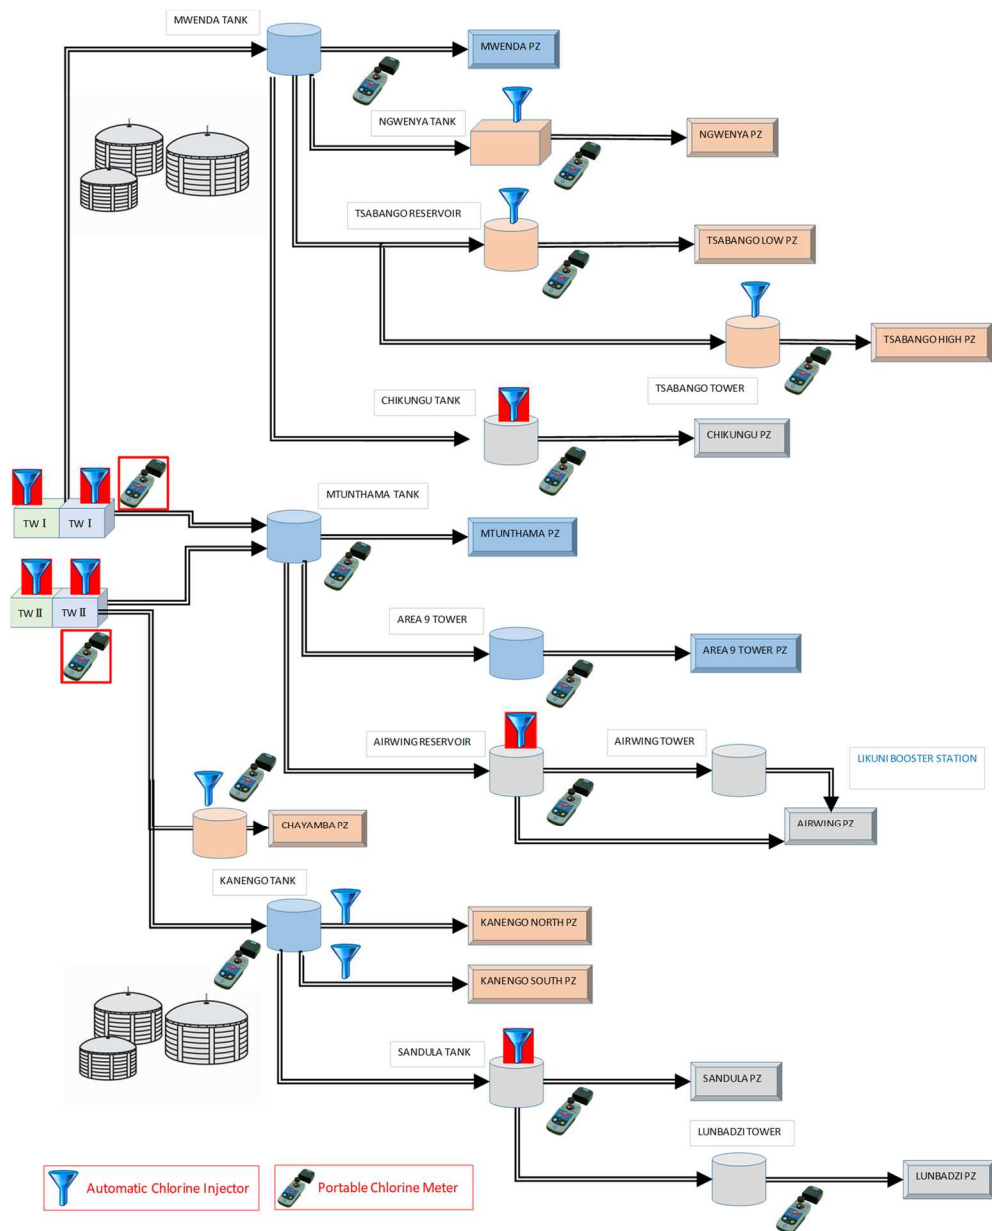 MWENDA TANK
MWENDA PZ
NGWENYA TANK
NGWENYA PZ
TSABANGO RESERVOIR
TSABANGO LOW PZ
TSABANGO HIGH PZ
TSABANGO TOWER
CHIKUNGU TANK
CHIKUNGU PZ
MTUNTHAMA TANK
TW Ⅰ
TW Ⅰ
MTUNTHAMA PZ
TW Ⅱ
TW Ⅱ
AREA 9 TOWER
AREA 9 TOWER PZ
AIRWING RESERVOIR
AIRWING TOWER
LIKUNI BOOSTER STATION
CHAYAMBA PZ
AIRWING PZ
KANENGO TANK
KANENGO NORTH PZ
KANENGO SOUTH PZ
SANDULA TANK
SANDULA PZ
LUNBADZI TOWER
LUNBADZI PZ
Automatic Chlorine Injector
Portable Chlorine Meter